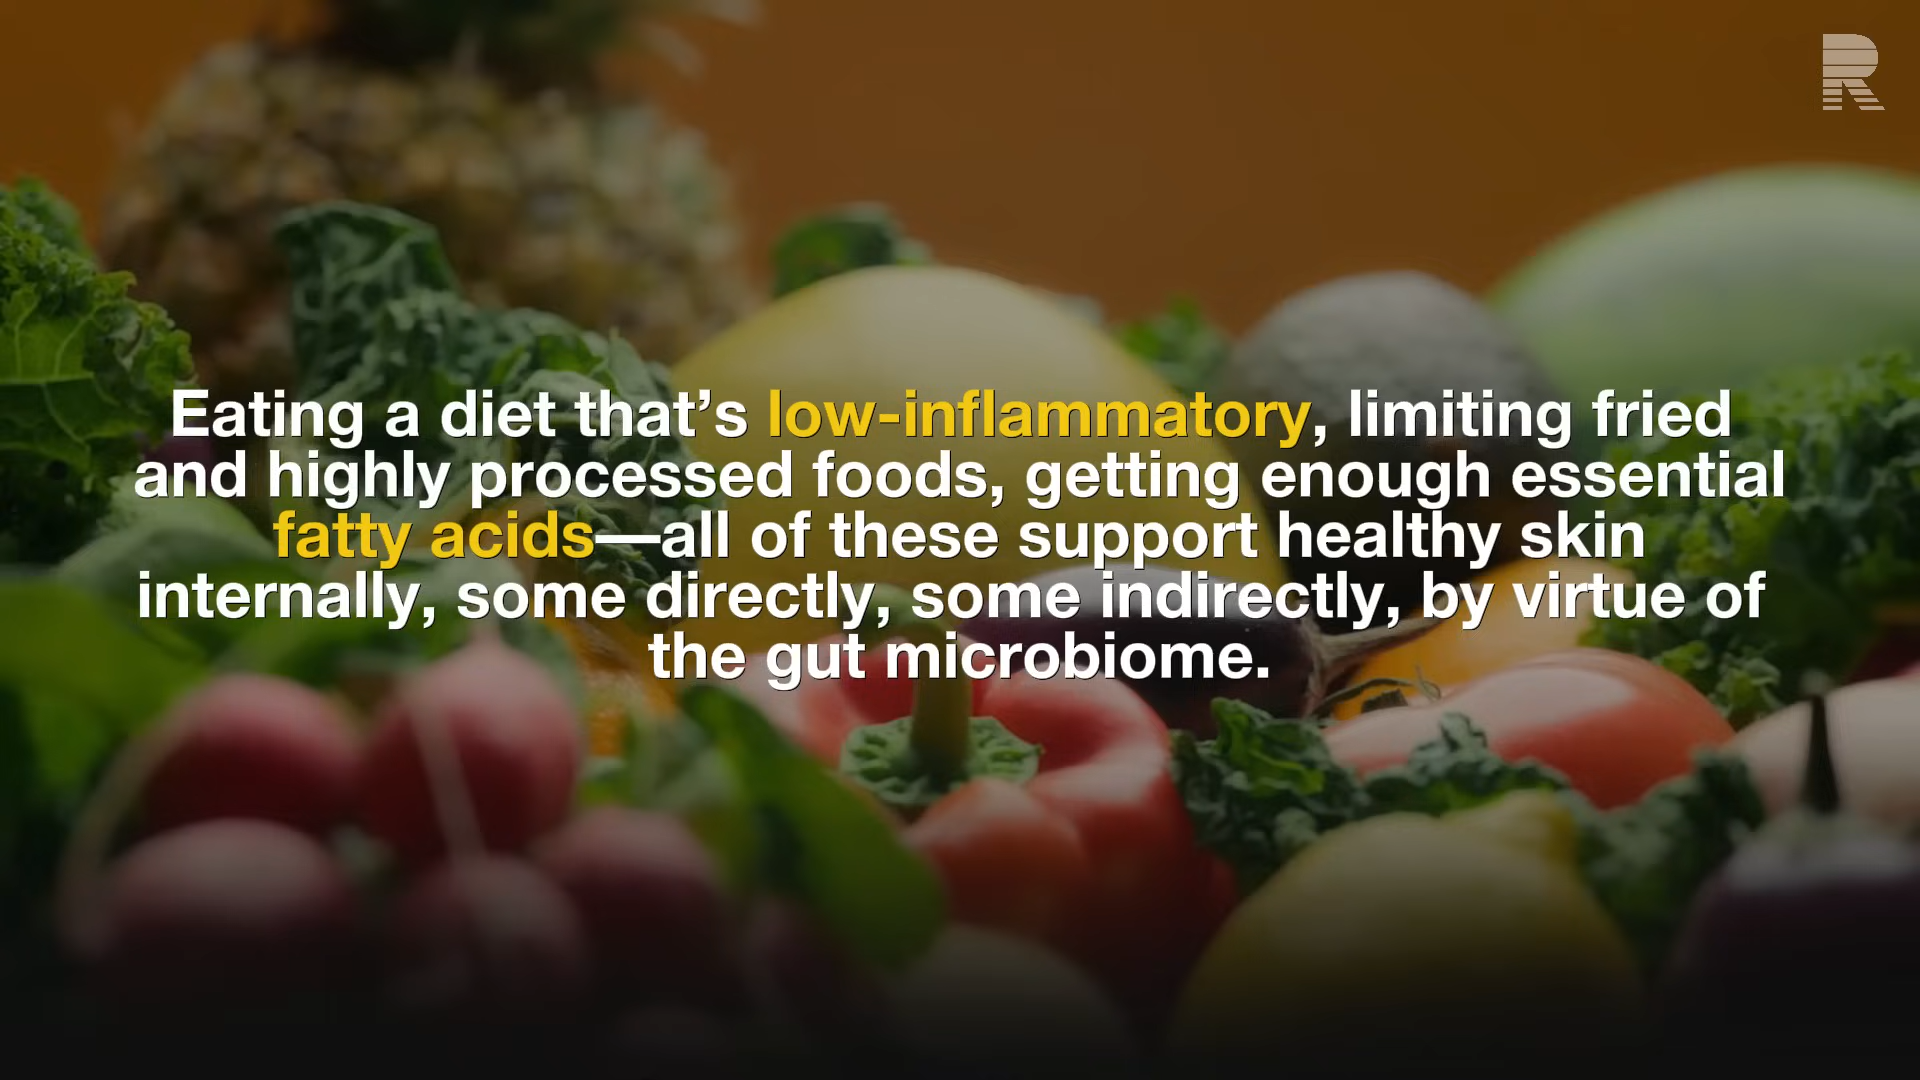 R
Eating a diet that’s low-inflammatory, limiting fried
and highly processed foods, getting enough essential
fatty acids—all of these support healthy skin
internally, some directly, some indirectly, by virtue of
the gut microbiome.